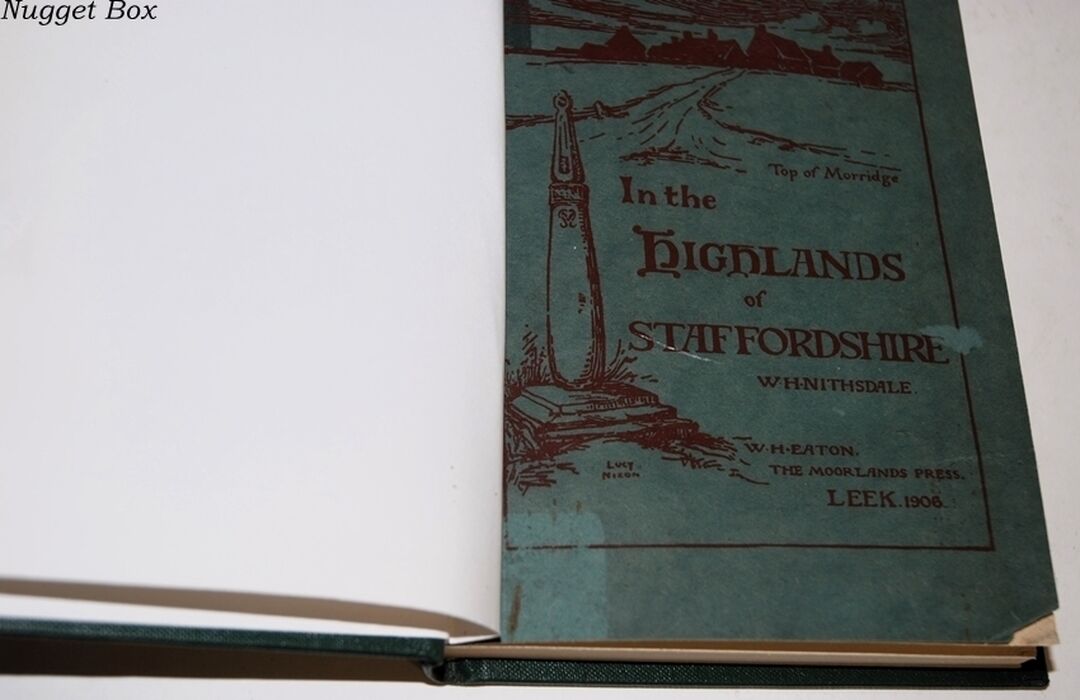 Nugget Box
Top of Morridge
In the
HIGHLANDS
of
STAFFORDSHIRE
W·H·NITHSDALE.
W·H·EATON.
THE MOORLANDS PRESS.
LEEK. 1906.
LUCY
NIXON